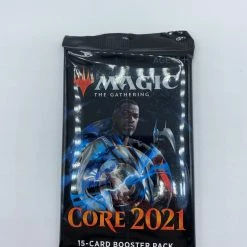 MAGIC
THE GATHERING
CORE 2021
15-CARD BOOSTER PACK